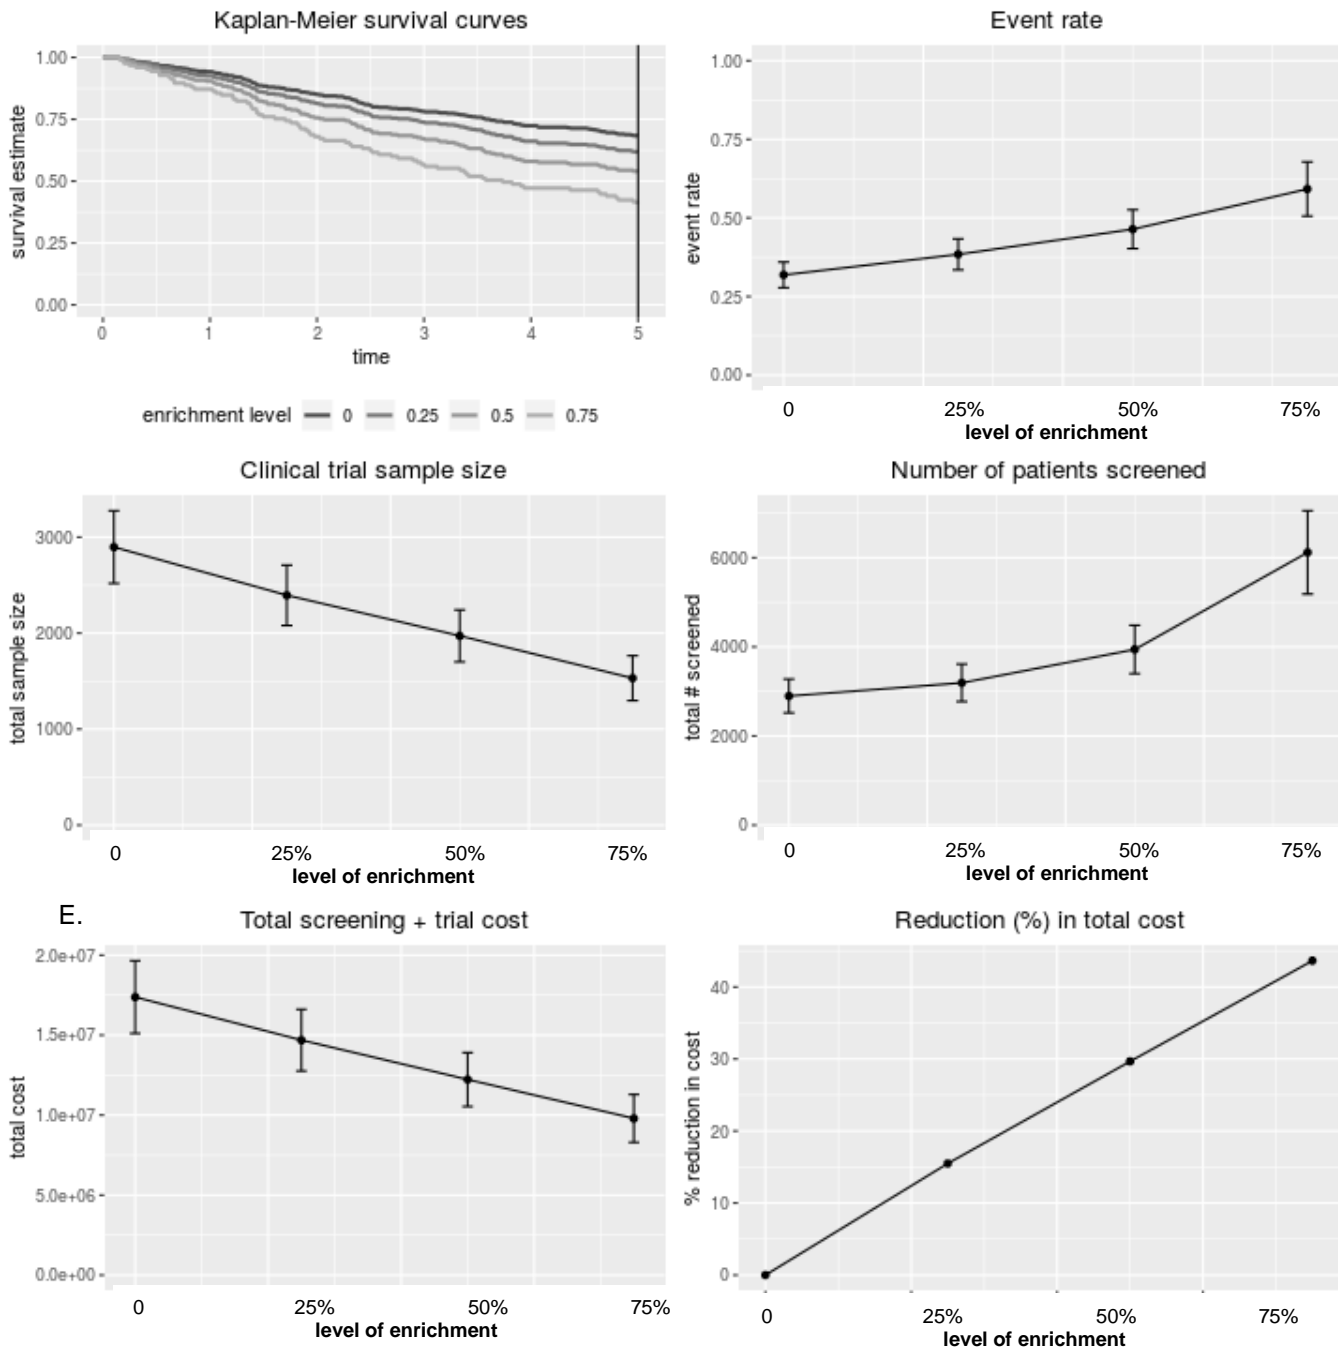 Kaplan-Meier survival curves
survival estimate
1.00
0.75
0.50
0.25
0.00
0 1 2 3 4 5
time
enrichment level 0 0.25 0.5 0.75
Event rate
event rate
1.00
0.75
0.50
0.25
0.00
0 25% 50% 75%
level of enrichment
Clinical trial sample size
total sample size
3000
2000
1000
0
0 25% 50% 75%
level of enrichment
Number of patients screened
total # screened
6000
4000
2000
0
0 25% 50% 75%
level of enrichment
E.
Total screening + trial cost
total cost
2.0e+07
1.5e+07
1.0e+07
5.0e+06
0.0e+00
0 25% 50% 75%
level of enrichment
Reduction (%) in total cost
% reduction in cost
40
30
20
10
0
0 25% 50% 75%
level of enrichment